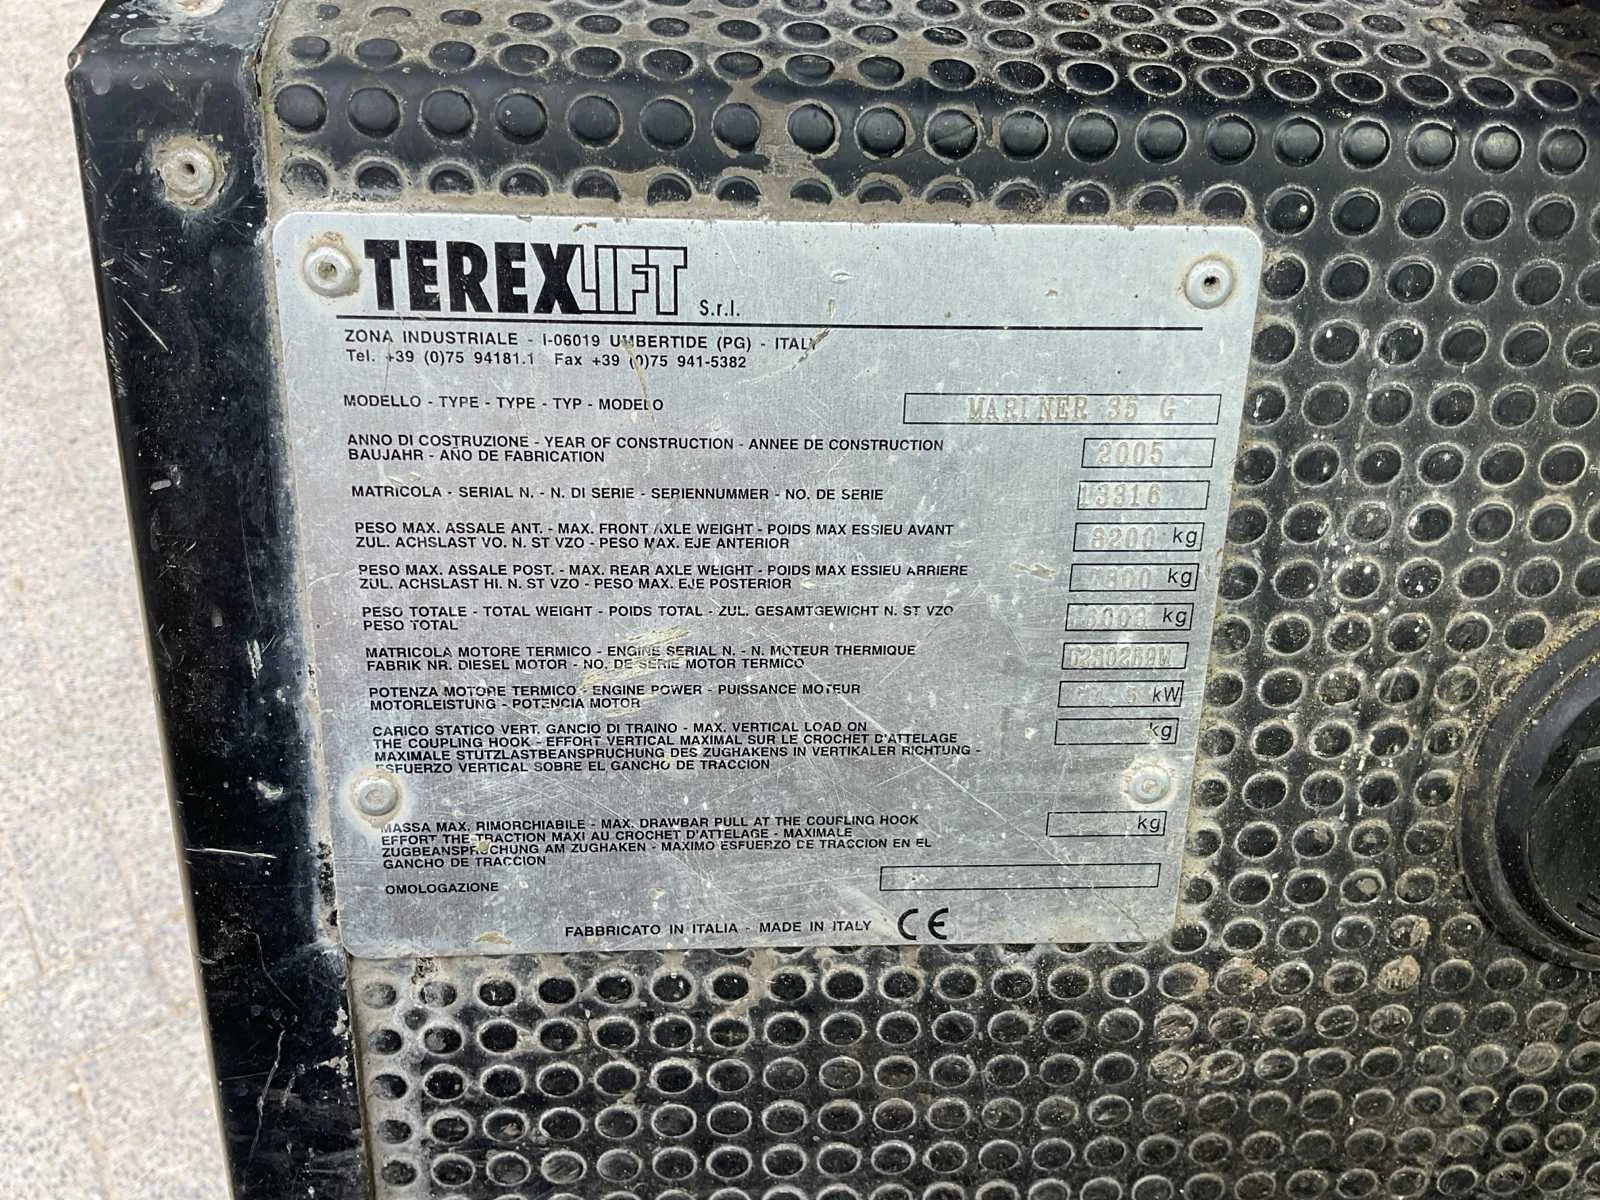 TEREXLIFT S.r.l.
ZONA INDUSTRIALE - I-06019 UMBERTIDE (PG) - ITALY
Tel. +39 (0)75 94181.1 Fax +39 (0)75 941-5382
MODELLO - TYPE - TYPE - TYP - MODELO MARINER 35 G
ANNO DI COSTRUZIONE - YEAR OF CONSTRUCTION - ANNEE DE CONSTRUCTION 2005
BAUJAHR - AÑO DE FABRICATION
MATRICOLA - SERIAL N. - N. DI SERIE - SERIENNUMMER - NO. DE SERIE 13316
PESO MAX. ASSALE ANT. - MAX. FRONT AXLE WEIGHT - POIDS MAX ESSIEU AVANT
ZUL. ACHSLAST VO. N. ST VZO - PESO MAX. EJE ANTERIOR 8200 kg
PESO MAX. ASSALE POST. - MAX. REAR AXLE WEIGHT - POIDS MAX ESSIEU ARRIERE
ZUL. ACHSLAST HI. N. ST VZO - PESO MAX. EJE POSTERIOR kg
PESO TOTALE - TOTAL WEIGHT - POIDS TOTAL - ZUL. GESAMTGEWICHT N. ST VZO
PESO TOTAL kg
MATRICOLA MOTORE TERMICO - ENGINE SERIAL N. - N. MOTEUR THERMIQUE
FABRIK NR. DIESEL MOTOR - NO. DE SERIE MOTOR TERMICO
POTENZA MOTORE TERMICO - ENGINE POWER - PUISSANCE MOTEUR
MOTORLEISTUNG - POTENCIA MOTOR kW
CARICO STATICO VERT. GANCIO DI TRAINO - MAX. VERTICAL LOAD ON
THE COUPLING HOOK - EFFORT VERTICAL MAXIMAL SUR LE CROCHET D'ATTELAGE kg
MAXIMALE STÜTZLASTBEANSPRUCHUNG DES ZUGHAKENS IN VERTIKALER RICHTUNG -
ESFUERZO VERTICAL SOBRE EL GANCHO DE TRACCION
MASSA MAX. RIMORCHIABILE - MAX. DRAWBAR PULL AT THE COUPLING HOOK kg
EFFORT THE TRACTION MAXI AU CROCHET D'ATTELAGE - MAXIMALE
ZUGBEANSPRUCHUNG AM ZUGHAKEN - MAXIMO ESFUERZO DE TRACCION EN EL
GANCHO DE TRACCION
OMOLOGAZIONE
FABBRICATO IN ITALIA - MADE IN ITALY CE